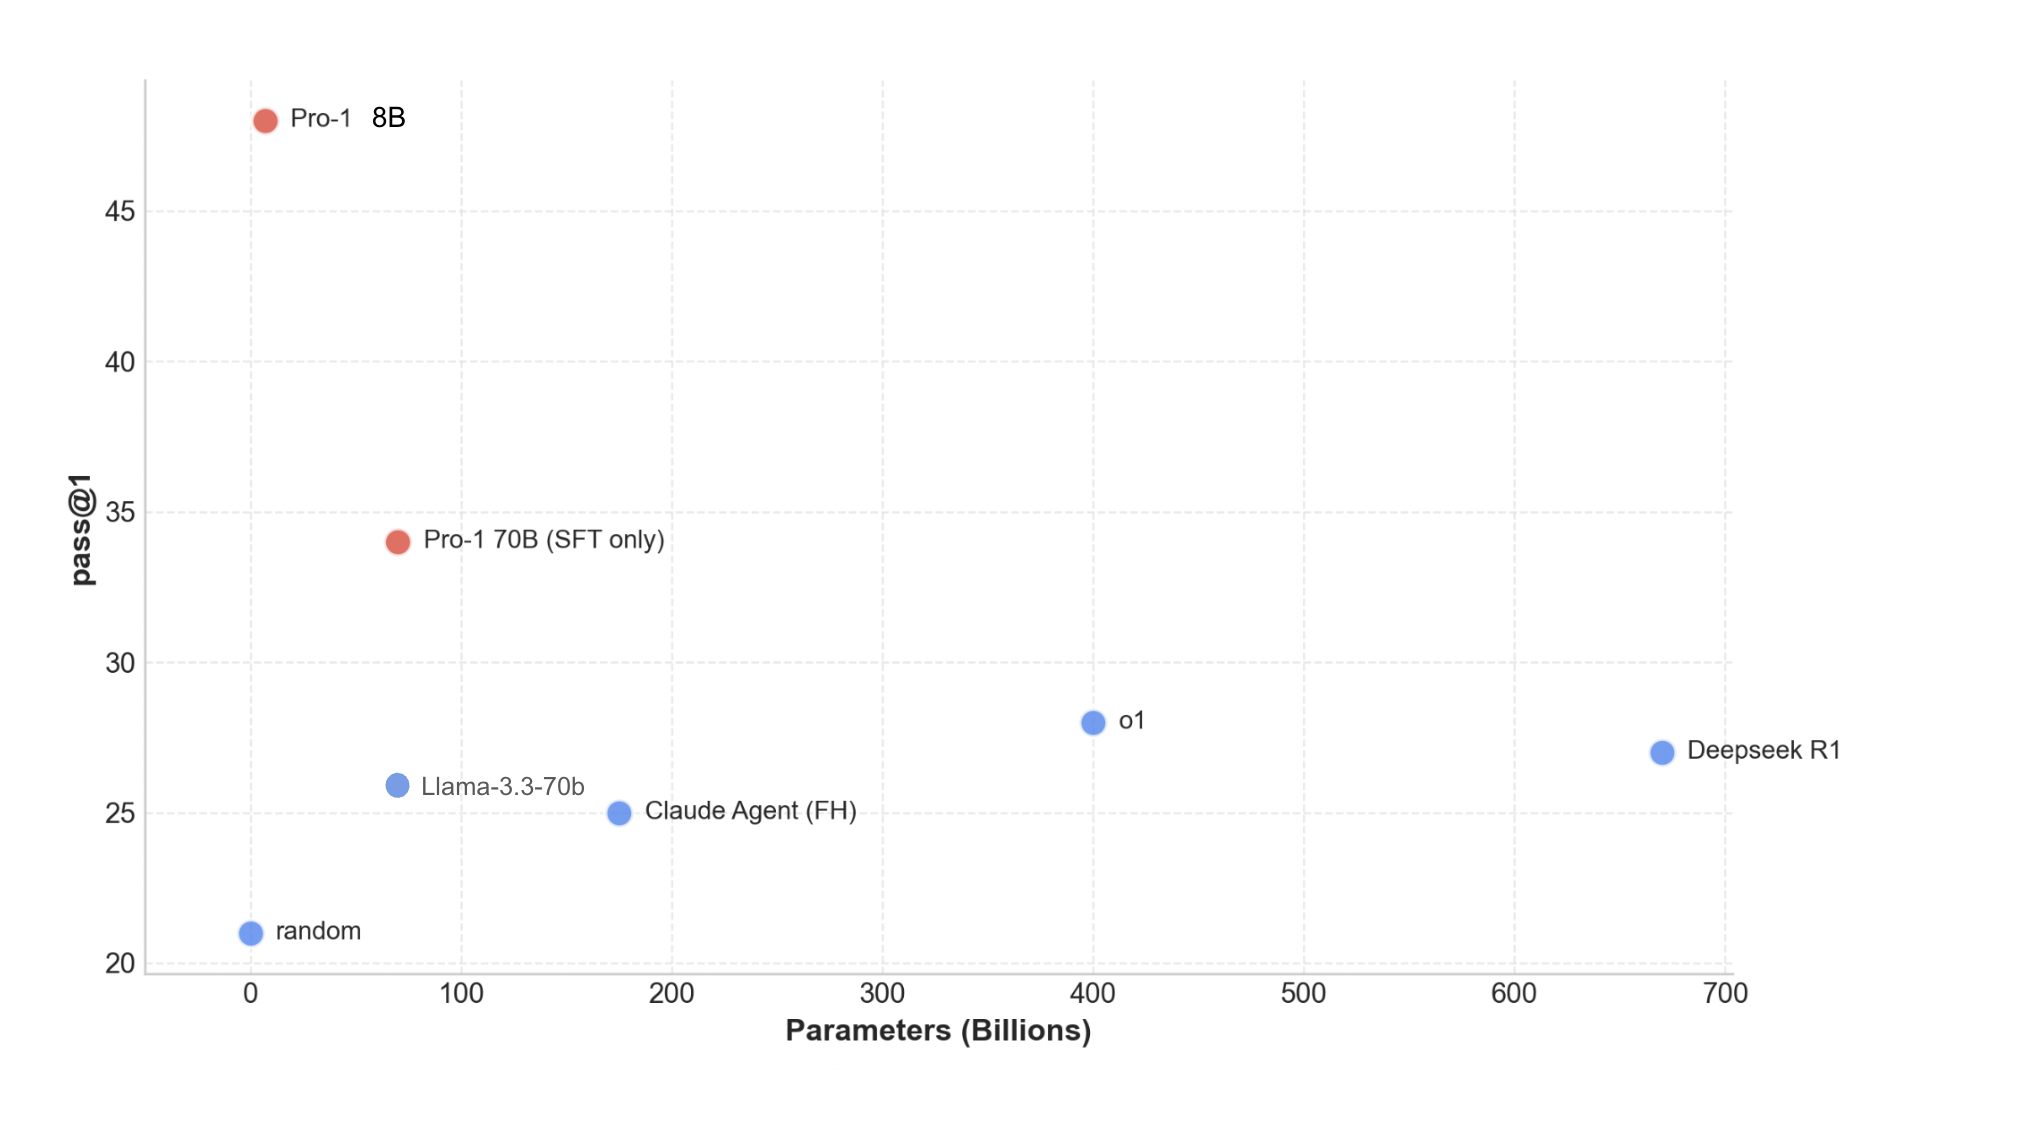 Pro-1 8B
45
40
35
30
25
20
pass@1
Pro-1 70B (SFT only)
o1
Deepseek R1
Llama-3.3-70b
Claude Agent (FH)
random
0 100 200 300 400 500 600 700
Parameters (Billions)